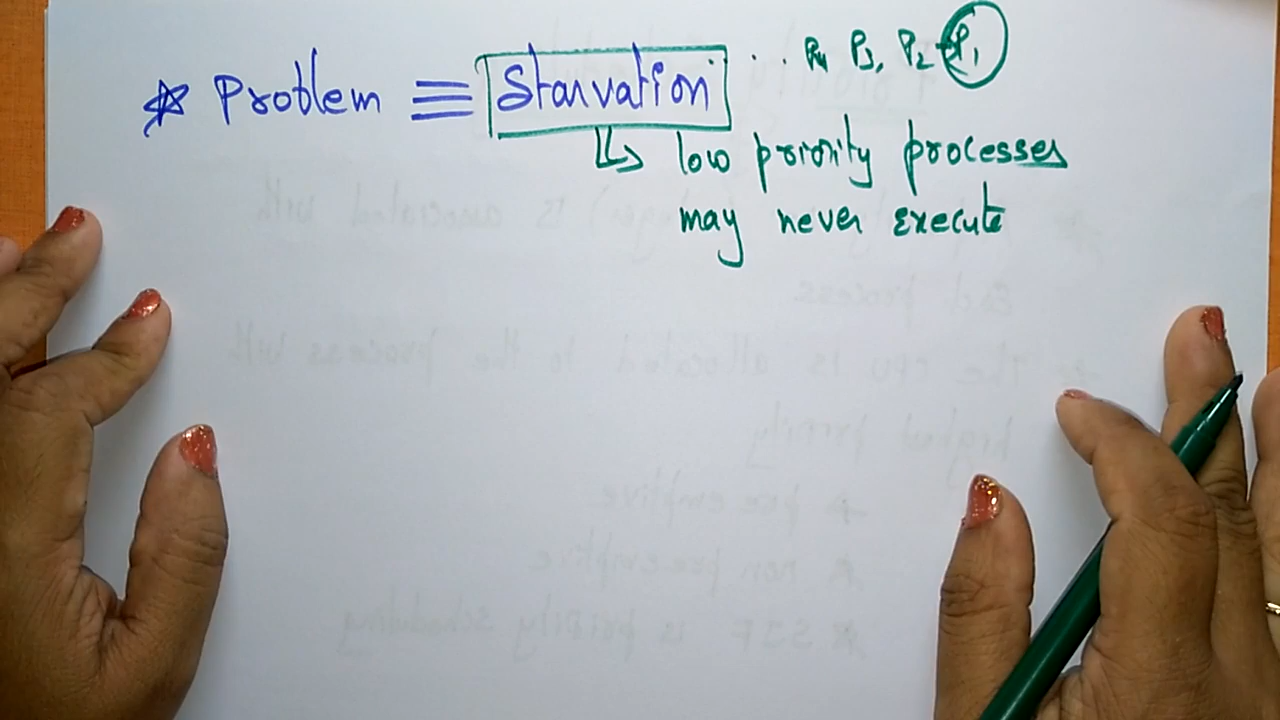 * Problem ≡ Starvation . . P4 P3, P2 P1
low priority processes
may never execute